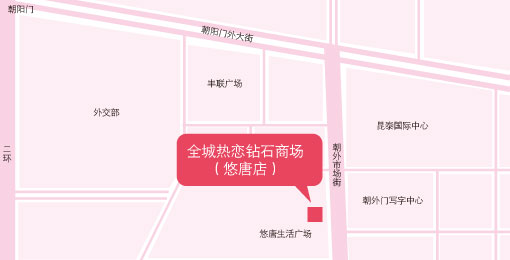 朝阳门
朝阳门外大街
丰联广场
外交部
昆泰国际中心
二环
朝外市场街
全城热恋钻石商场
（悠唐店）
朝外门写字中心
悠唐生活广场